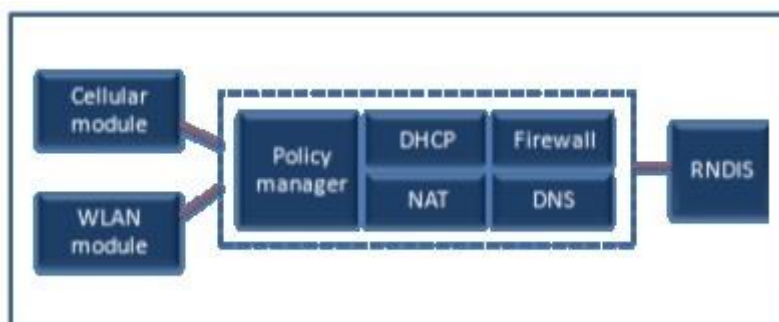 Cellular
module
WLAN
module
Policy
manager
DHCP
Firewall
NAT
DNS
RNDIS